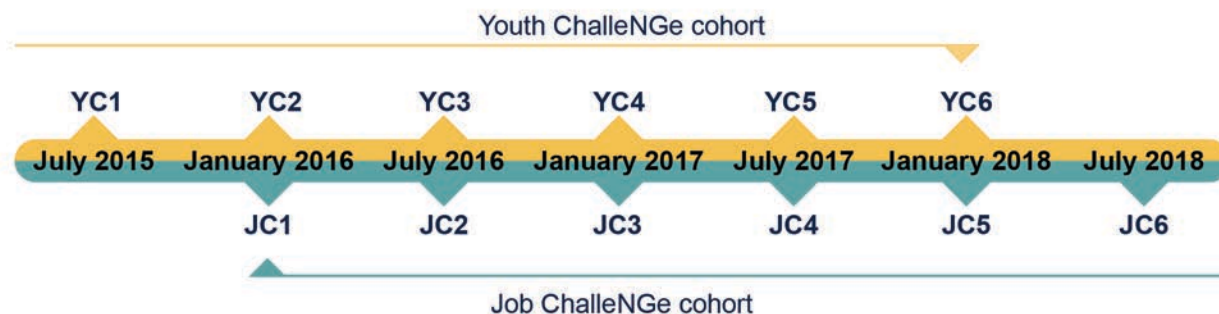 Youth ChalleNGe cohort
YC1 YC2 YC3 YC4 YC5 YC6
July 2015 January 2016 July 2016 January 2017 July 2017 January 2018 July 2018
JC1 JC2 JC3 JC4 JC5 JC6
Job ChalleNGe cohort